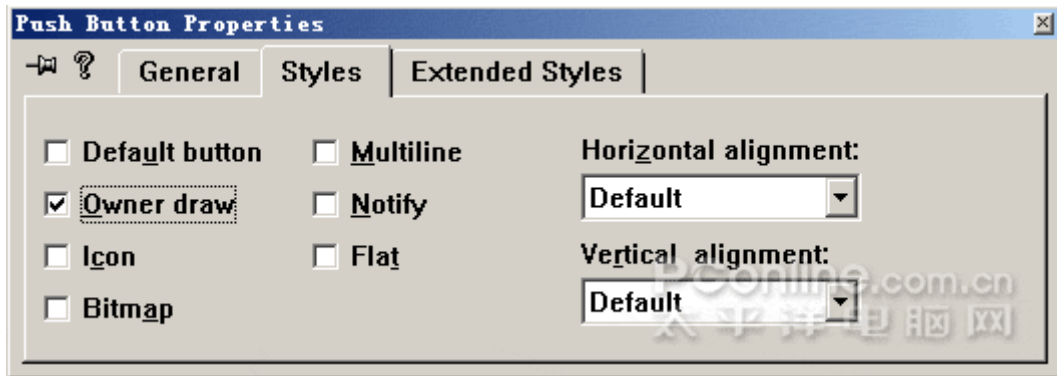 Push Button Properties
General
Styles
Extended Styles
Default button
Multiline
Horizontal alignment:
Owner draw
Notify
Default
Icon
Flat
Vertical alignment:
Bitmap
Default
PConline.com.cn
太平洋电脑网